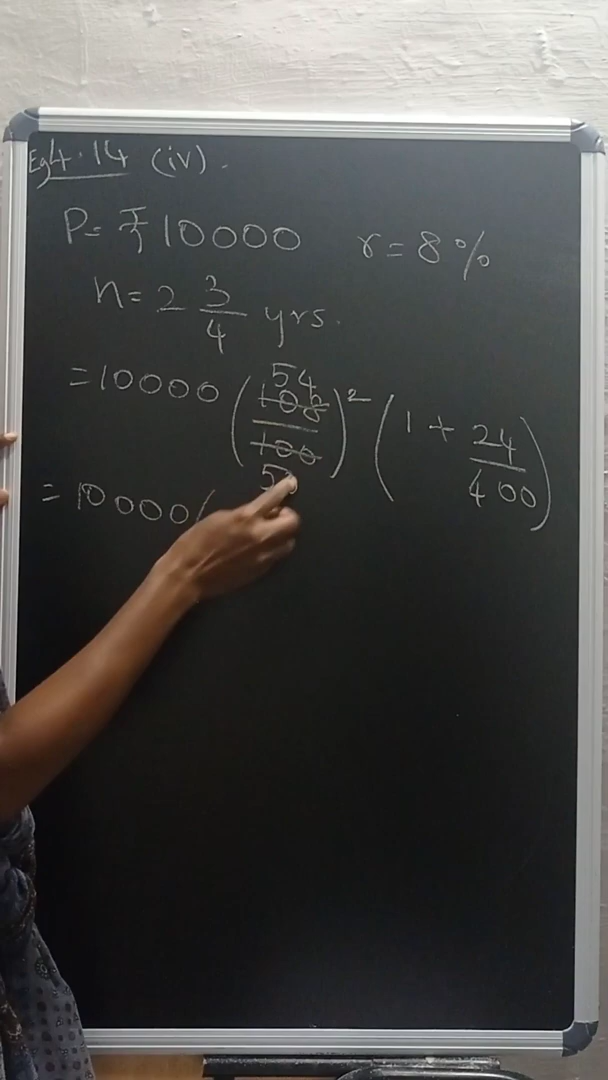 Eg 4.14 (iv).
P = ₹10000 r = 8%
n = 2 3/4 yrs.
= 10000 (54 108/100 50)² (1 + 24/400)
= 10000 (